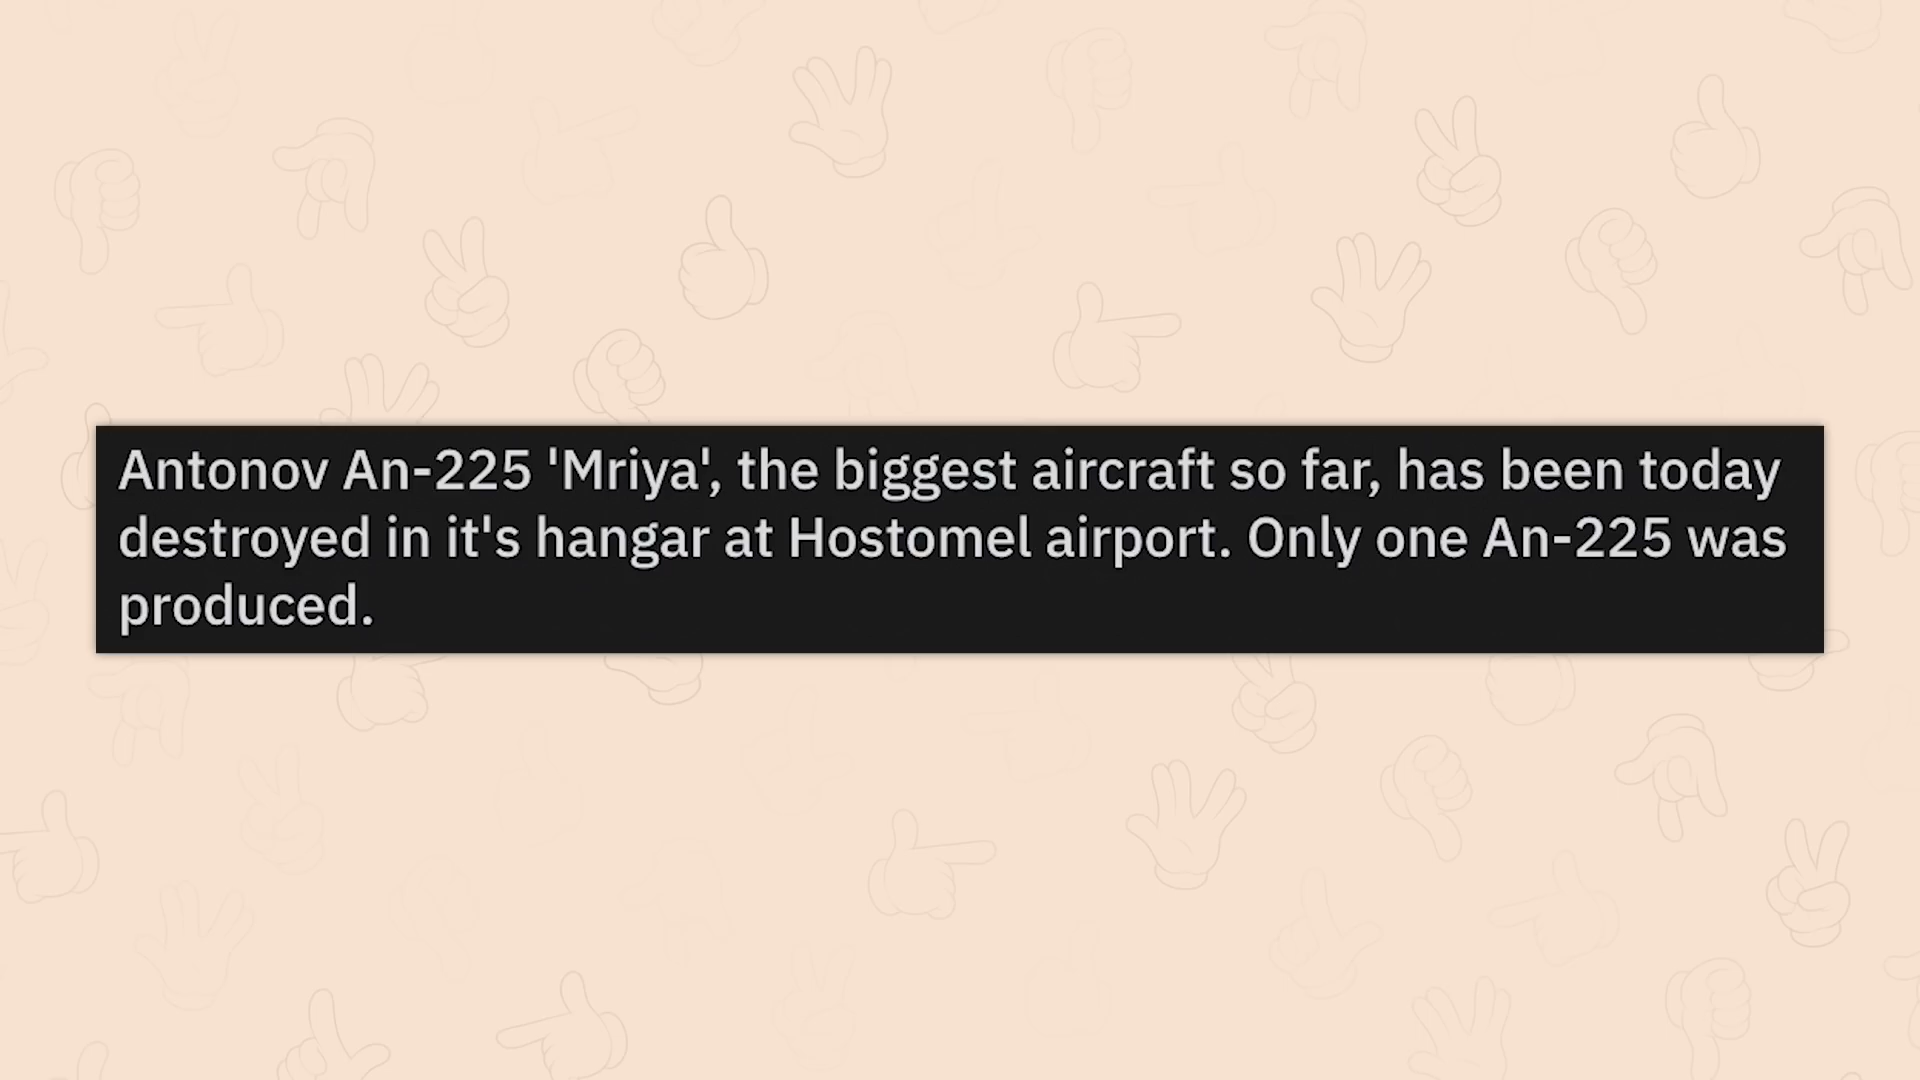 Antonov An-225 'Mriya', the biggest aircraft so far, has been today
destroyed in it's hangar at Hostomel airport. Only one An-225 was
produced.